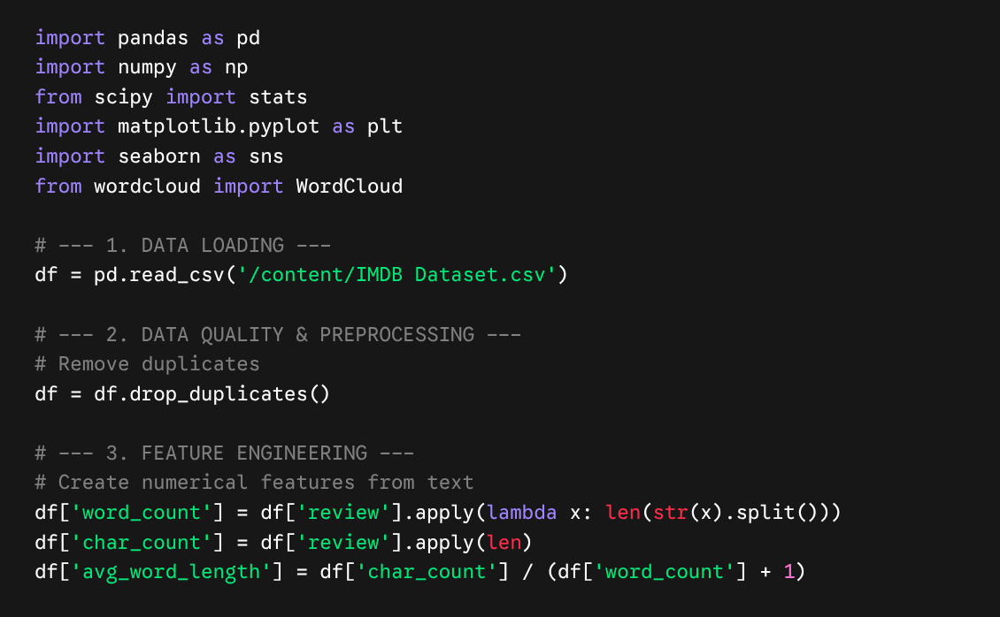 import pandas as pd
import numpy as np
from scipy import stats
import matplotlib.pyplot as plt
import seaborn as sns
from wordcloud import WordCloud

# --- 1. DATA LOADING ---
df = pd.read_csv('/content/IMDB Dataset.csv')

# --- 2. DATA QUALITY & PREPROCESSING ---
# Remove duplicates
df = df.drop_duplicates()

# --- 3. FEATURE ENGINEERING ---
# Create numerical features from text
df['word_count'] = df['review'].apply(lambda x: len(str(x).split()))
df['char_count'] = df['review'].apply(len)
df['avg_word_length'] = df['char_count'] / (df['word_count'] + 1)